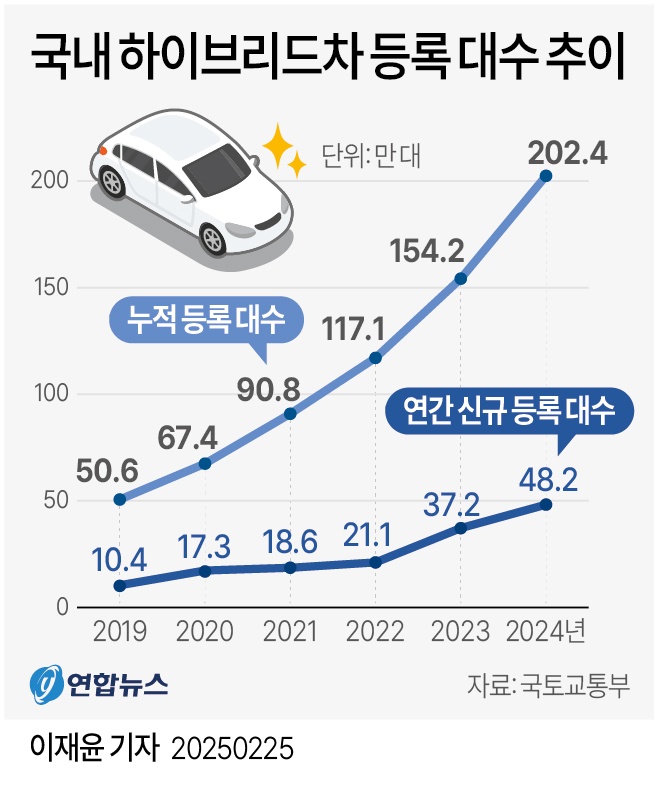 국내 하이브리드차 등록 대수 추이
단위: 만 대
202.4
200
154.2
150
누적 등록 대수
117.1
90.8
100
연간 신규 등록 대수
67.4
50.6
50
48.2
37.2
21.1
18.6
17.3
10.4
0
2019 2020 2021 2022 2023 2024년
y 연합뉴스
자료: 국토교통부
이재윤 기자 20250225